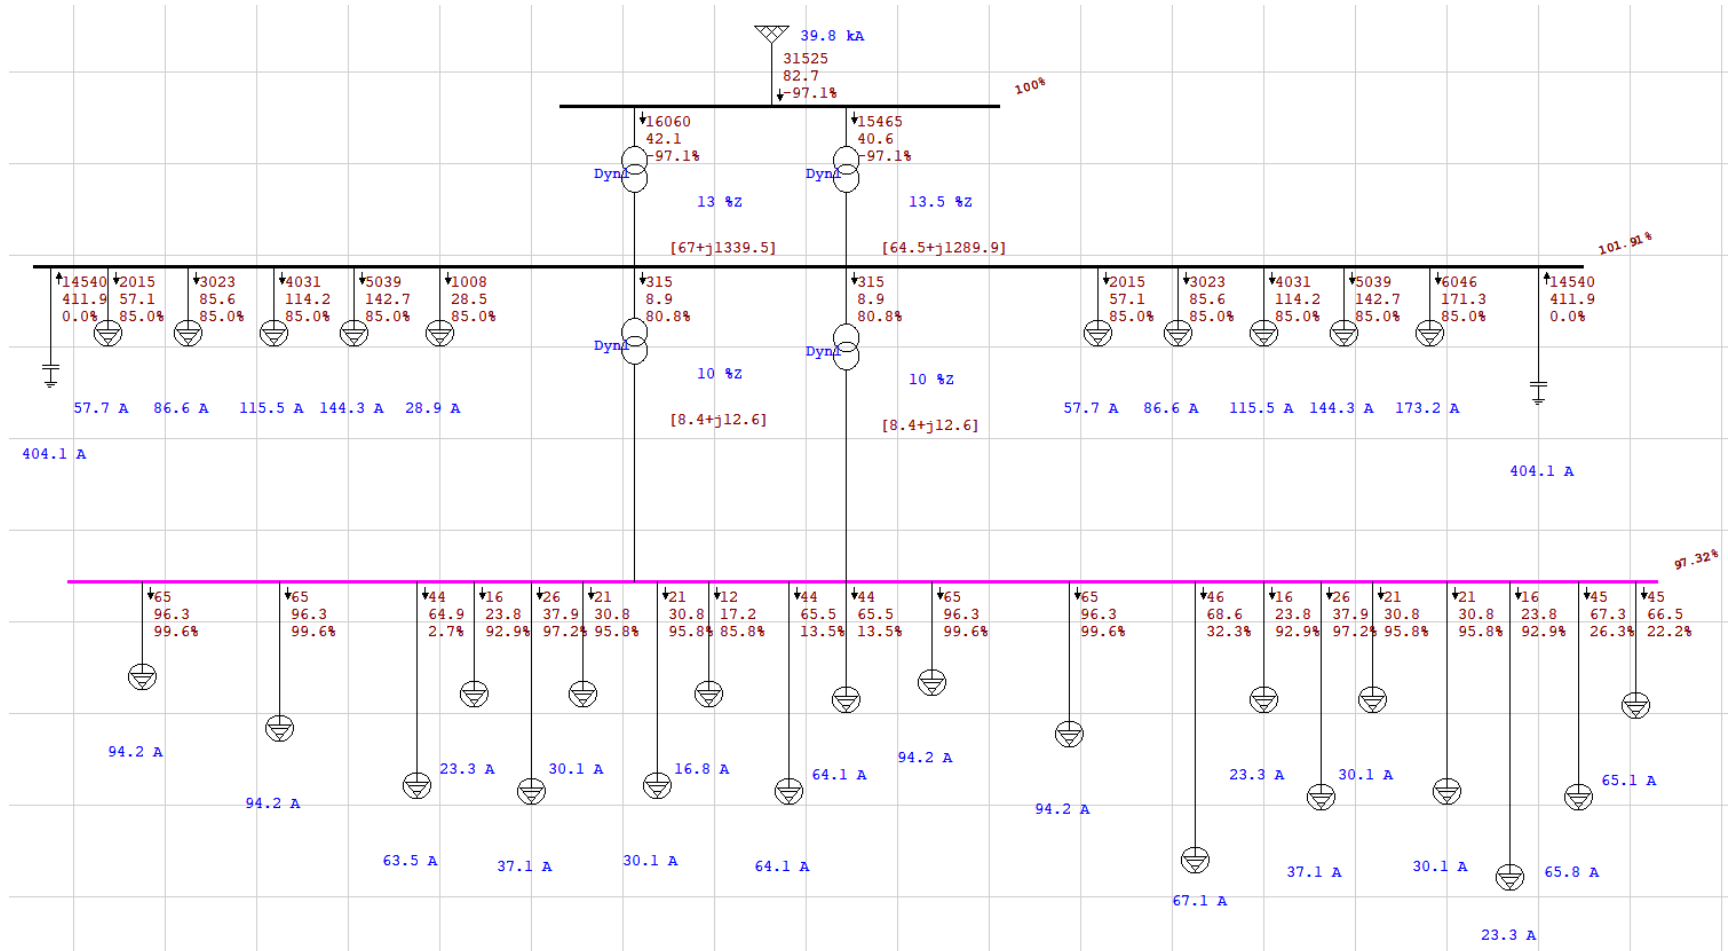 39.8 kA
31525
82.7
-97.1%
100%
16060
42.1
-97.1%
15465
40.6
-97.1%
Dyn1
Dyn1
13 %Z
13.5 %Z
[67+j1339.5]
[64.5+j1289.9]
101.91%
14540
411.9
0.0%
2015
57.1
85.0%
3023
85.6
85.0%
4031
114.2
85.0%
5039
142.7
85.0%
1008
28.5
85.0%
315
8.9
80.8%
315
8.9
80.8%
2015
57.1
85.0%
3023
85.6
85.0%
4031
114.2
85.0%
5039
142.7
85.0%
6046
171.3
85.0%
14540
411.9
0.0%
Dyn1
Dyn1
10 %Z
10 %Z
57.7 A
86.6 A
115.5 A
144.3 A
28.9 A
57.7 A
86.6 A
115.5 A
144.3 A
173.2 A
[8.4+j12.6]
[8.4+j12.6]
404.1 A
404.1 A
97.32%
65
96.3
99.6%
65
96.3
99.6%
44
64.9
2.7%
16
23.8
92.9%
26
37.9
97.2%
21
30.8
95.8%
21
30.8
95.8%
12
17.2
85.8%
44
65.5
13.5%
44
65.5
13.5%
65
96.3
99.6%
65
96.3
99.6%
46
68.6
32.3%
16
23.8
92.9%
26
37.9
97.2%
21
30.8
95.8%
21
30.8
95.8%
16
23.8
92.9%
45
67.3
26.3%
45
66.5
22.2%
94.2 A
94.2 A
63.5 A
23.3 A
37.1 A
30.1 A
30.1 A
16.8 A
64.1 A
64.1 A
94.2 A
94.2 A
67.1 A
23.3 A
37.1 A
30.1 A
30.1 A
23.3 A
65.8 A
65.1 A